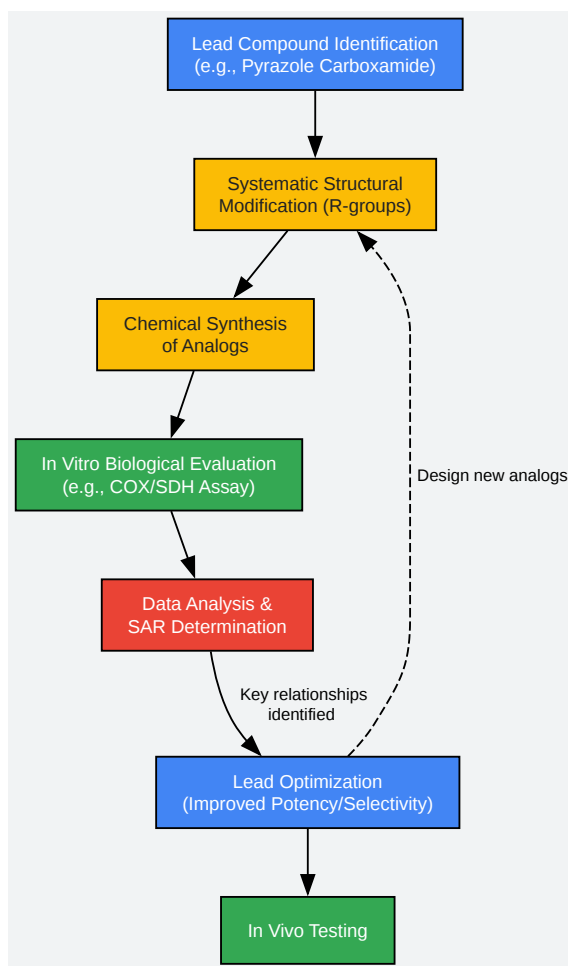 Lead Compound Identification
(e.g., Pyrazole Carboxamide)
Systematic Structural
Modification (R-groups)
Chemical Synthesis
of Analogs
In Vitro Biological Evaluation
(e.g., COX/SDH Assay)
Design new analogs
Data Analysis &
SAR Determination
Key relationships
identified
Lead Optimization
(Improved Potency/Selectivity)
In Vivo Testing